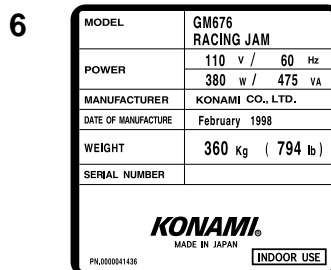 6
MODEL GM676
RACING JAM
POWER 110 V / 60 Hz
380 W / 475 VA
MANUFACTURER KONAMI CO., LTD.
DATE OF MANUFACTURE February 1998
WEIGHT 360 Kg ( 794 lb )
SERIAL NUMBER
KONAMI®
MADE IN JAPAN
PN.0000041436 INDOOR USE